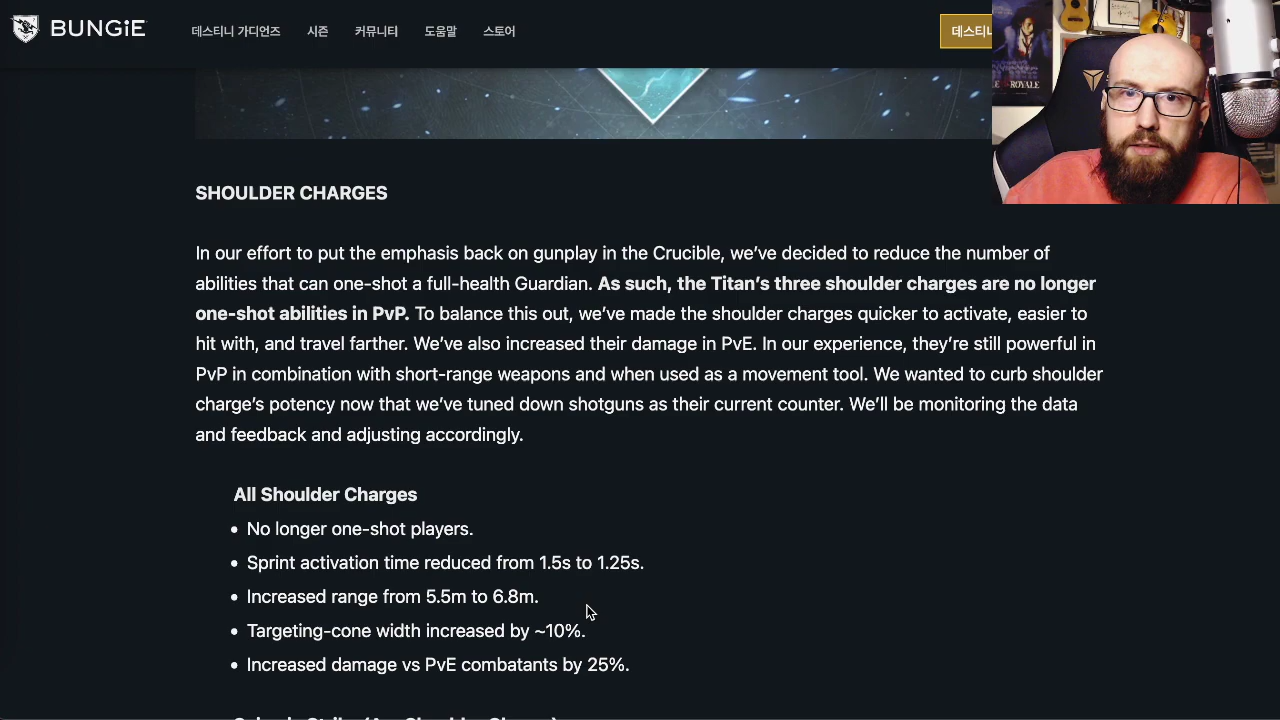 BUNGiE
데스티니 가디언즈 시즌 커뮤니티 도움말 스토어
데스티니
ROYALE
SHOULDER CHARGES
In our effort to put the emphasis back on gunplay in the Crucible, we’ve decided to reduce the number of
abilities that can one-shot a full-health Guardian. As such, the Titan’s three shoulder charges are no longer
one-shot abilities in PvP. To balance this out, we’ve made the shoulder charges quicker to activate, easier to
hit with, and travel farther. We’ve also increased their damage in PvE. In our experience, they’re still powerful in
PvP in combination with short-range weapons and when used as a movement tool. We wanted to curb shoulder
charge’s potency now that we’ve tuned down shotguns as their current counter. We’ll be monitoring the data
and feedback and adjusting accordingly.
All Shoulder Charges
• No longer one-shot players.
• Sprint activation time reduced from 1.5s to 1.25s.
• Increased range from 5.5m to 6.8m.
• Targeting-cone width increased by ~10%.
• Increased damage vs PvE combatants by 25%.